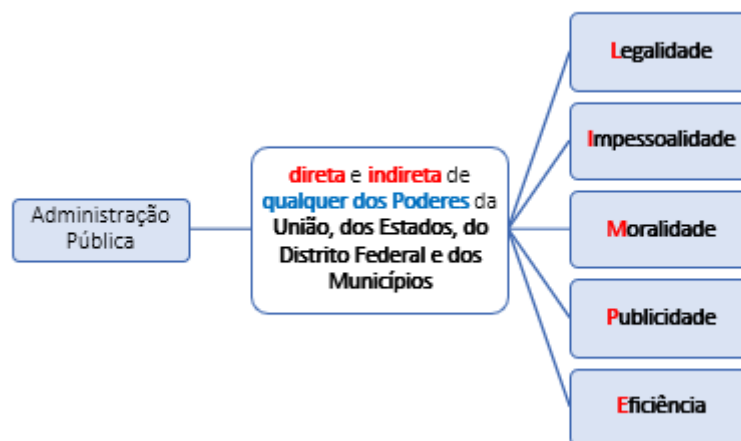 Administração
Pública
direta e indireta de
qualquer dos Poderes da
União, dos Estados, do
Distrito Federal e dos
Municípios
Legalidade
Impessoalidade
Moralidade
Publicidade
Eficiência